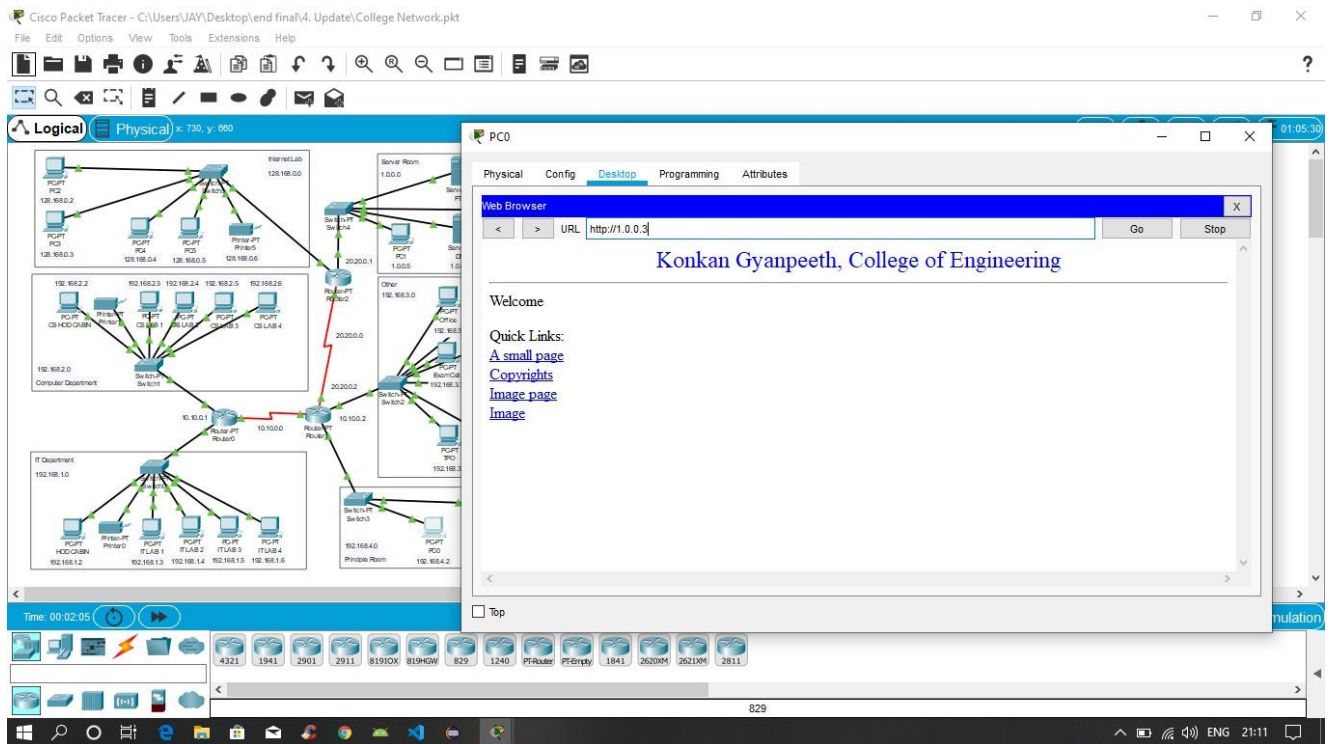 Cisco Packet Tracer - C:\Users\JAY\Desktop\end final\4. Update\College Network.pkt
File Edit Options View Tools Extensions Help
?
Logical Physical x: 730, y: 660
01:05:30
PC0
Physical Config Desktop Programming Attributes
Web Browser
X
< > URL http://1.0.0.3 Go Stop
Konkan Gyanpeeth, College of Engineering
Welcome
Quick Links:
A small page
Copyrights
Image page
Image
Top
Internet Lab
128.168.0.0
PC-PT
PC2
128.168.0.2
PC-PT
PC3
128.168.0.3
PC-PT
PC4
128.168.0.4
PC-PT
PC5
128.168.0.5
Printer-PT
Printer5
128.168.0.6
Server Room
1.0.0.0
Switch-PT
Switch4
PC-PT
PC1
1.0.0.5
20.20.0.1
Router-PT
Router2
20.20.0.0
20.20.0.2
192.168.2.2 192.168.2.3 192.168.2.4 192.168.2.5 192.168.2.6
PC-PT
CS HOD CABIN
CS LAB 4
192.168.2.0
Computer Department
Switch-PT
Switch1
Other
192.168.3.0
PC-PT
Office
Switch2
PC-PT
TPO
10.10.0.1
Router-PT
Router0
10.10.0.0
10.10.0.2
IT Department
192.168.1.0
PC-PT
HOD CABIN
192.168.1.2
Printer-PT
Printer0
PC-PT
IT LAB 1
192.168.1.3
PC-PT
IT LAB 2
192.168.1.4
PC-PT
IT LAB 3
192.168.1.5
PC-PT
IT LAB 4
192.168.1.6
Switch-PT
Switch3
192.168.4.0
Principle Room
PC-PT
PC0
192.168.4.2
Time: 00:02:05
4321 1941 2901 2911 819IOX 819HGW 829 1240 PT-Router PT-Empty 1841 2620XM 2621XM 2811
829
ENG 21:11